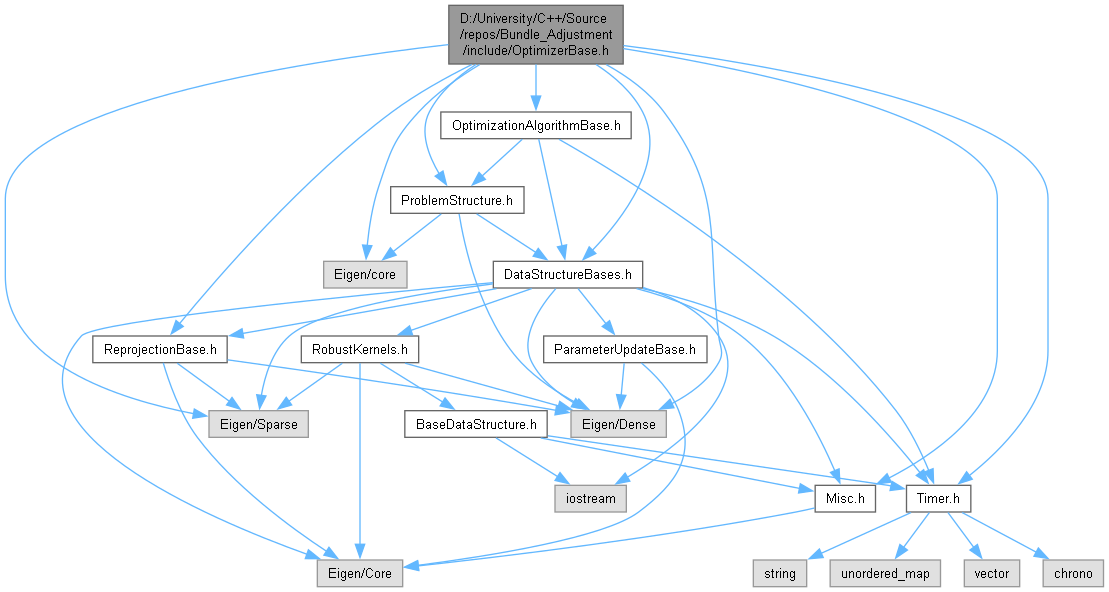 D:/University/C++/Source
/repos/Bundle_Adjustment
/include/OptimizerBase.h
OptimizationAlgorithmBase.h
ProblemStructure.h
Eigen/core
DataStructureBases.h
ReprojectionBase.h
RobustKernels.h
ParameterUpdateBase.h
Eigen/Sparse
BaseDataStructure.h
Eigen/Dense
iostream
Misc.h
Timer.h
Eigen/Core
string
unordered_map
vector
chrono